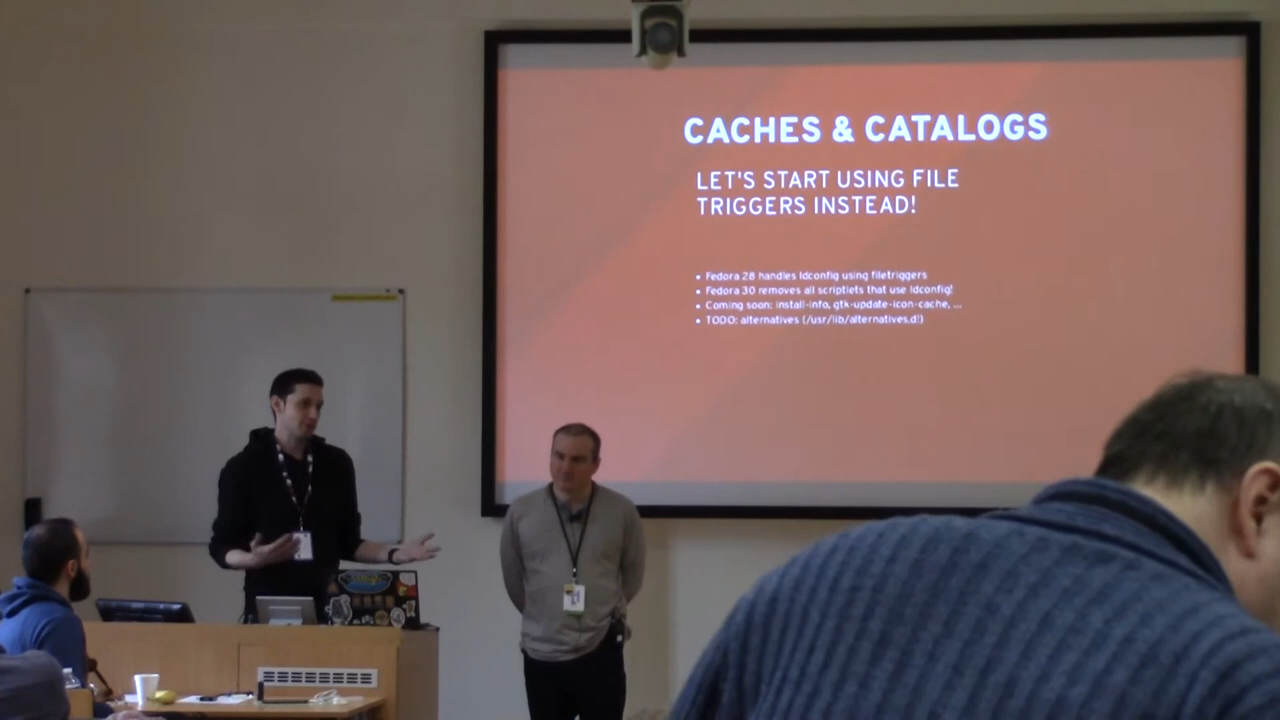 CACHES & CATALOGS
LET'S START USING FILE
TRIGGERS INSTEAD!
• Fedora 28 handles ldconfig using filetriggers
• Fedora 30 removes all scriptlets that use ldconfig!
• Coming soon: install-info, gtk-update-icon-cache, ...
• TODO: alternatives (/usr/lib/alternatives.d!)